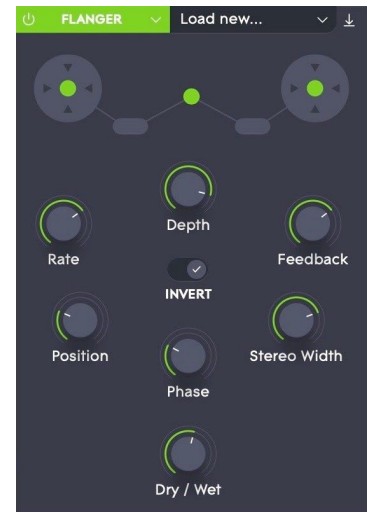 FLANGER
Load new...
Depth
Rate
Feedback
INVERT
Position
Stereo Width
Phase
Dry / Wet